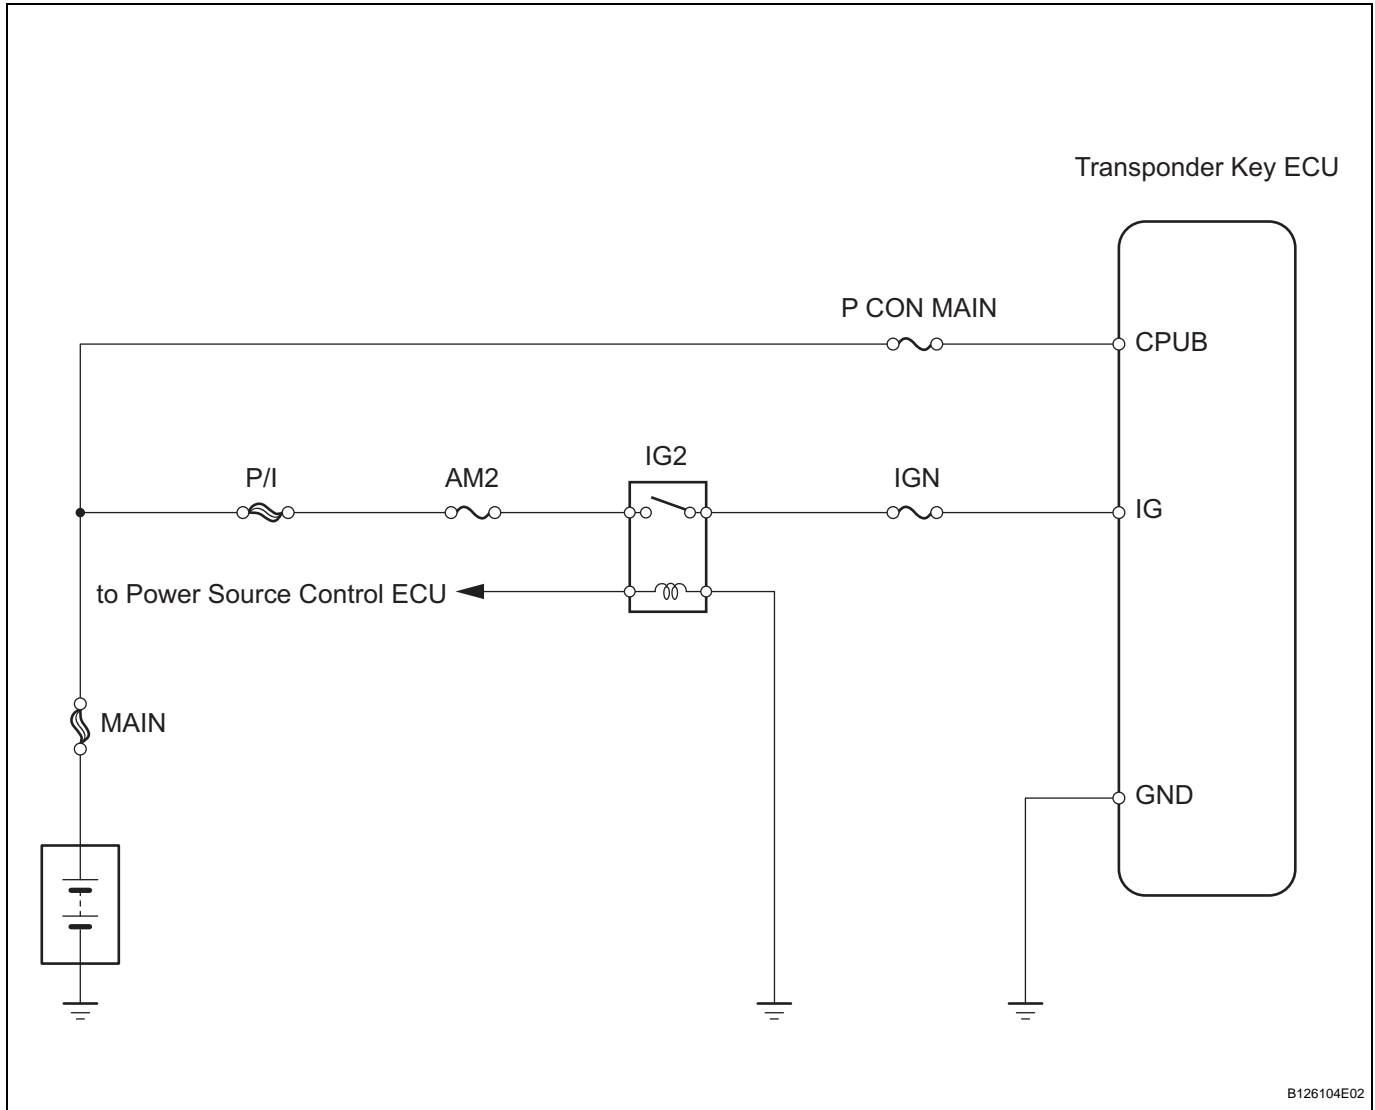 Transponder Key ECU
P CON MAIN
CPUB
IG2
P/I
AM2
IGN
IG
to Power Source Control ECU
MAIN
GND
B126104E02